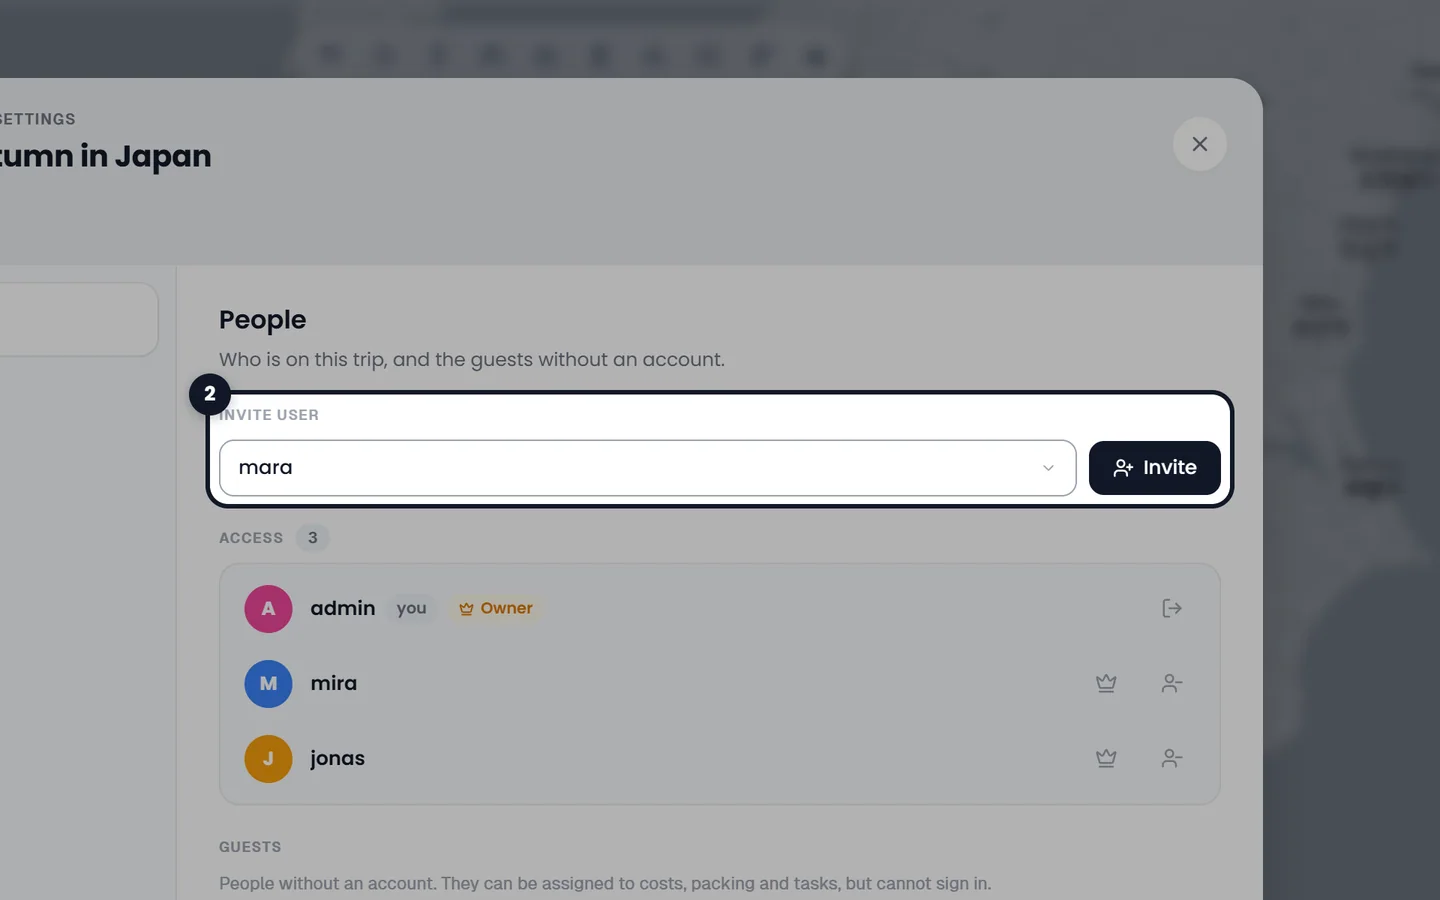 SETTINGS
tumn in Japan
People
Who is on this trip, and the guests without an account.
2
INVITE USER
mara
Invite
ACCESS 3
A admin you Owner
M mira
J jonas
GUESTS
People without an account. They can be assigned to costs, packing and tasks, but cannot sign in.